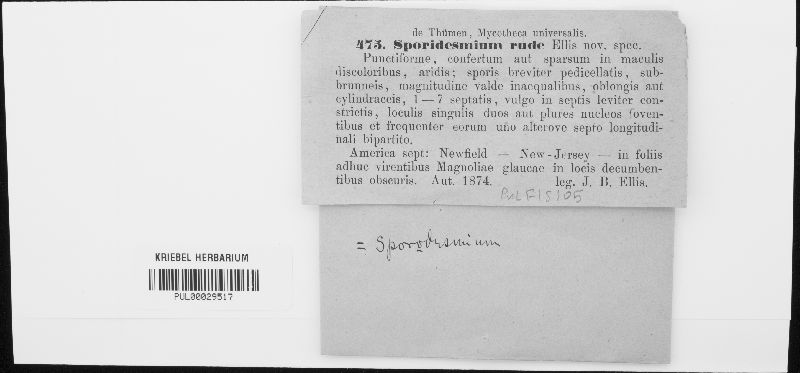 de Thümen, Mycotheca universalis.
475. Sporidesmium rude Ellis nov. spec.
Punctiforme, confertum aut sparsum in maculis
discoloribus, aridis; sporis breviter pedicellatis, sub-
brunneis, magnitudine valde inaequalibus, oblongis aut
cylindraceis, 1—7 septatis, vulgo in septis leviter con-
strictis, loculis singulis duos aut plures nucleos foven-
tibus et frequenter eorum uno alterove septo longitudi-
nali bipartito.
America sept: Newfield — New-Jersey — in foliis
adhuc virentibus Magnoliae glaucae in locis decumben-
tibus obscuris. Aut. 1874. leg. J. B. Ellis.
PUL F18105
= Sporodesmium
KRIEBEL HERBARIUM
PUL00029517